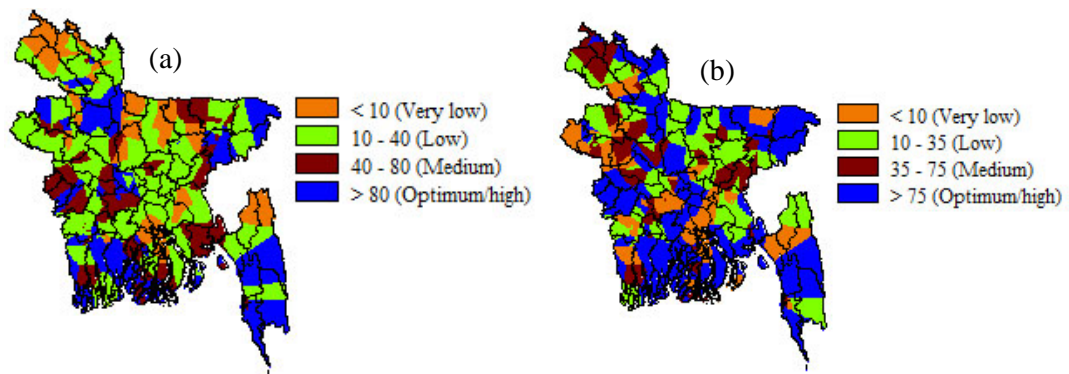 (a)
< 10 (Very low)
10 - 40 (Low)
40 - 80 (Medium)
> 80 (Optimum/high)
(b)
< 10 (Very low)
10 - 35 (Low)
35 - 75 (Medium)
> 75 (Optimum/high)